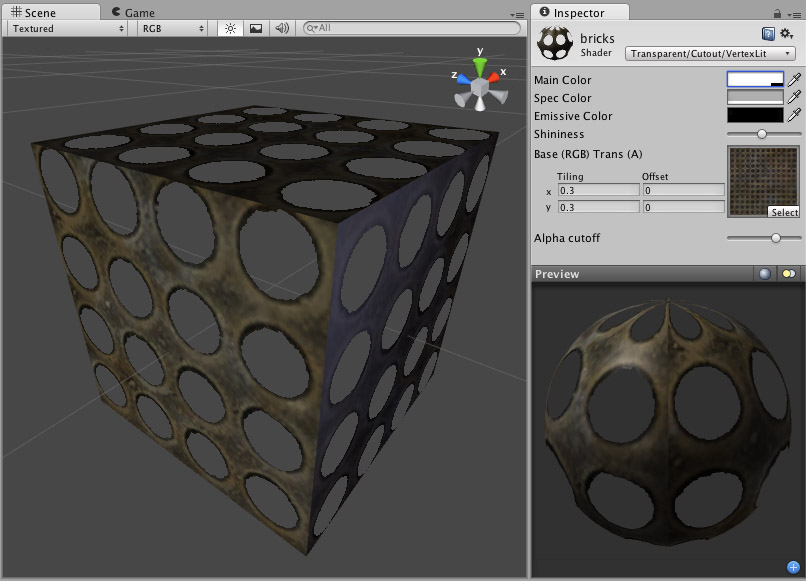 Scene
Game
Inspector
Textured
RGB
All
bricks
Shader
Transparent/Cutout/VertexLit
y
z
x
Main Color
Spec Color
Emissive Color
Shininess
Base (RGB) Trans (A)
Tiling
Offset
x
0.3
0
y
0.3
0
Select
Alpha cutoff
Preview